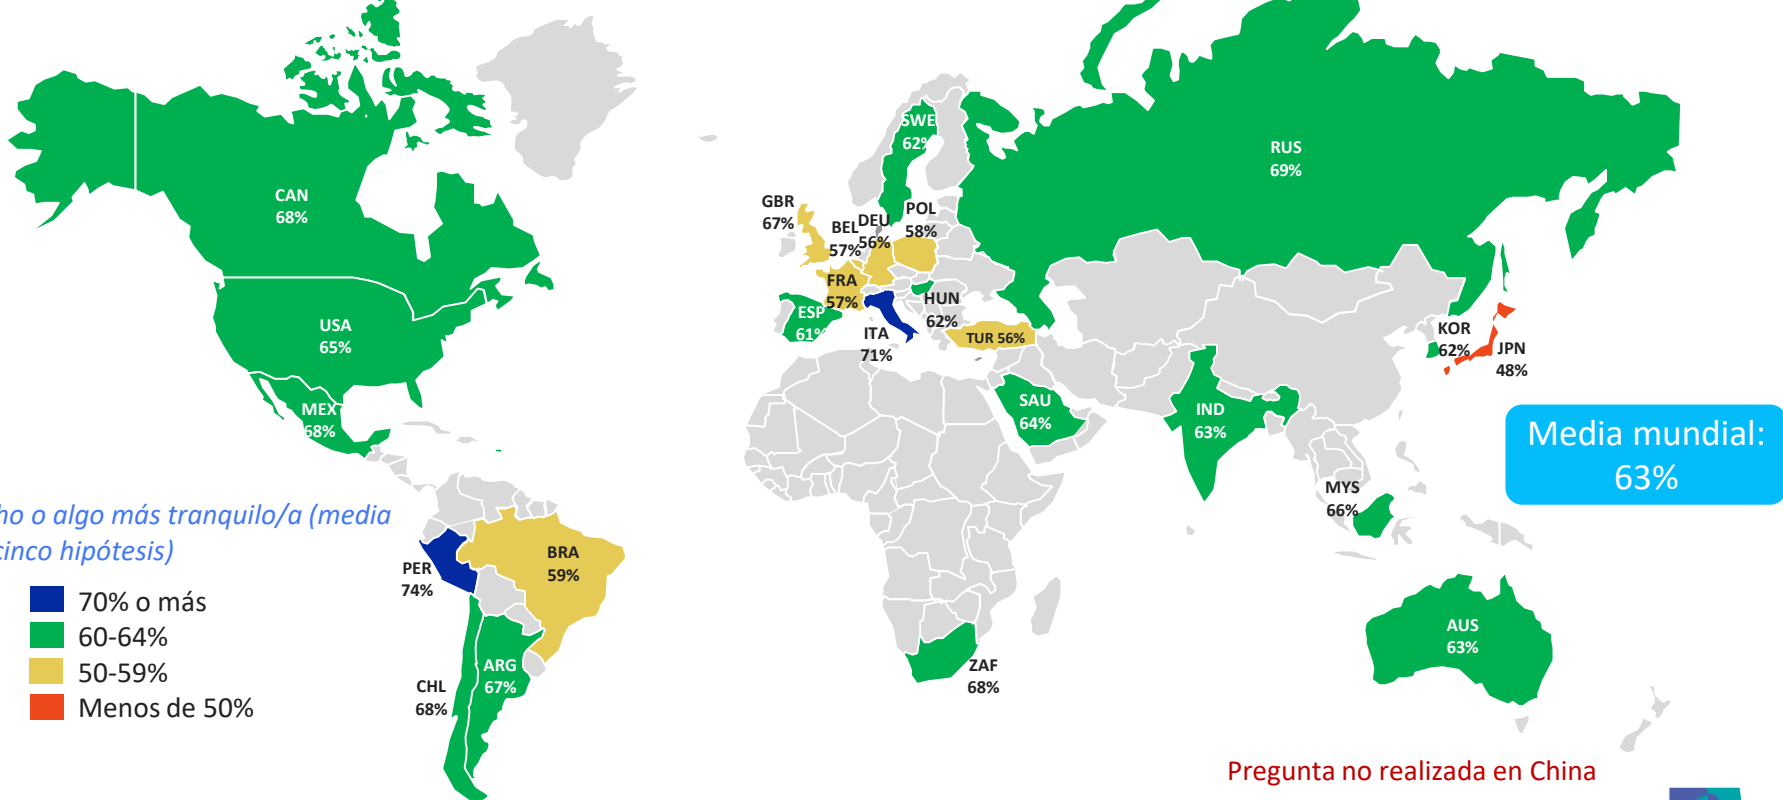 SWE
62%
RUS
69%
CAN
68%
GBR
67%
POL
58%
DEU
56%
BEL
57%
FRA
57%
ESP
61%
HUN
62%
ITA
71%
TUR 56%
USA
65%
KOR
62%
JPN
48%
MEX
68%
SAU
64%
IND
63%
Media mundial:
63%
MYS
66%
o algo más tranquilo/a (media
cinco hipótesis)
PER
74%
BRA
59%
70% o más
60-64%
50-59%
Menos de 50%
ARG
67%
CHL
68%
ZAF
68%
AUS
63%
Pregunta no realizada en China